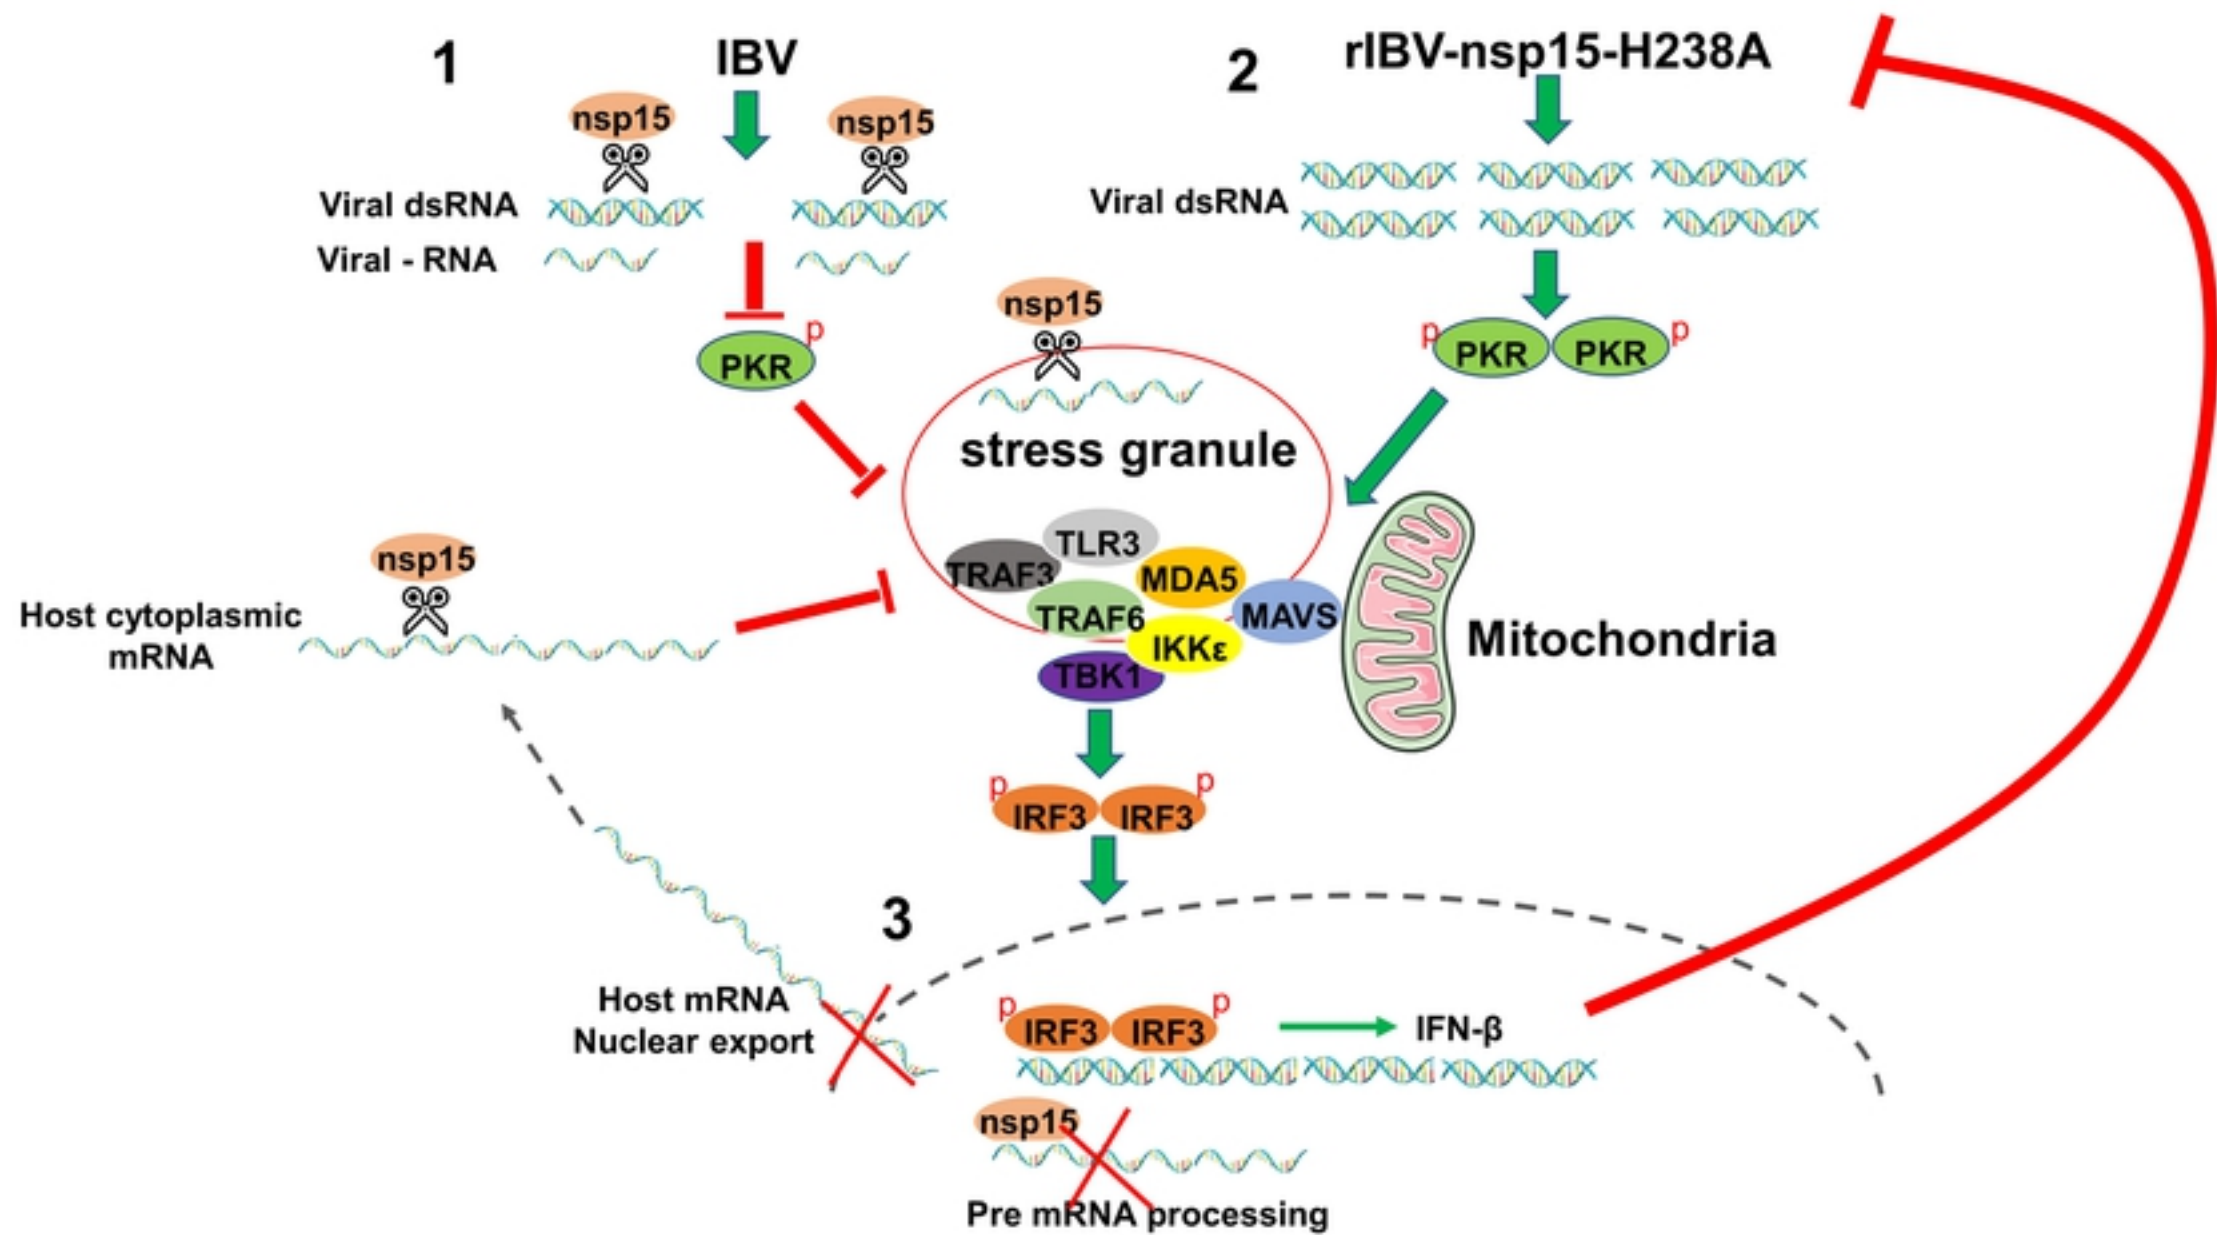 1
IBV
nsp15
nsp15
Viral dsRNA
Viral - RNA
p
PKR
2
rIBV-nsp15-H238A
Viral dsRNA
p
PKR
PKR
p
nsp15
stress granule
TLR3
TRAF3
MDA5
TRAF6
MAVS
IKKε
TBK1
Mitochondria
nsp15
Host cytoplasmic
mRNA
p
p
IRF3
IRF3
3
Host mRNA
Nuclear export
p
p
IRF3
IRF3
IFN-β
nsp15
Pre mRNA processing